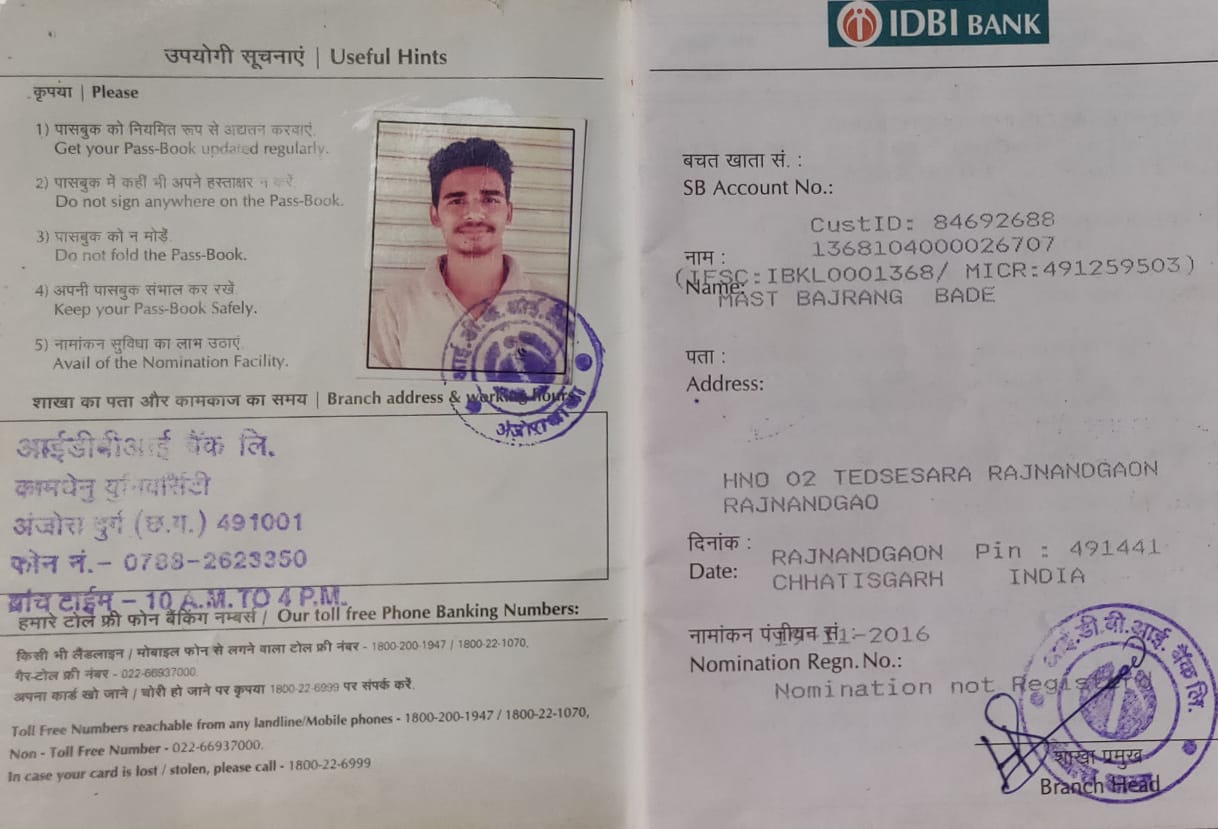 उपयोगी सूचनाएं | Useful Hints
कृपया | Please
1) पासबुक को नियमित रूप से अद्यतन करवाएं.
Get your Pass-Book updated regularly.
2) पासबुक में कहीं भी अपने हस्ताक्षर न करें.
Do not sign anywhere on the Pass-Book.
3) पासबुक को न मोड़ें.
Do not fold the Pass-Book.
4) अपनी पासबुक संभाल कर रखें.
Keep your Pass-Book Safely.
5) नामांकन सुविधा का लाभ उठाएं.
Avail of the Nomination Facility.
शाखा का पता और कामकाज का समय | Branch address & working hours
आईडीबीआई बैंक लि.
कामधेनु युनिवर्सिटी
अंजोरा दुर्ग (छ.ग.) 491001
फोन नं.- 0788-2623350
ब्रांच टाईम - 10 A.M. TO 4 P.M.
हमारे टोल फ्री फोन बैंकिंग नम्बर्स / Our toll free Phone Banking Numbers:
किसी भी लैंडलाइन / मोबाइल फोन से लगने वाला टोल फ्री नंबर - 1800-200-1947 / 1800-22-1070,
गैर-टोल फ्री नंबर - 022-66937000.
अपना कार्ड खो जाने / चोरी हो जाने पर कृपया 1800-22-6999 पर संपर्क करें.
Toll Free Numbers reachable from any landline/Mobile phones - 1800-200-1947 / 1800-22-1070,
Non - Toll Free Number - 022-66937000.
In case your card is lost / stolen, please call - 1800-22-6999
IDBI BANK
बचत खाता सं. :
SB Account No.:
CustID: 84692688
1368104000026707
नाम :
(IFSC:IBKL0001368/ MICR:491259503)
Name:
MAST BAJRANG BADE
पता :
Address:
HNO 02 TEDSESARA RAJNANDGAON
RAJNANDGAO
दिनांक :
RAJNANDGAON Pin : 491441
Date:
CHHATISGARH INDIA
नामांकन पंजीयन सं.: 11-2016
Nomination Regn. No.:
Nomination not Registerd
आई.डी.बी.आई. बैंक लि.
शाखा प्रमुख
Branch Head